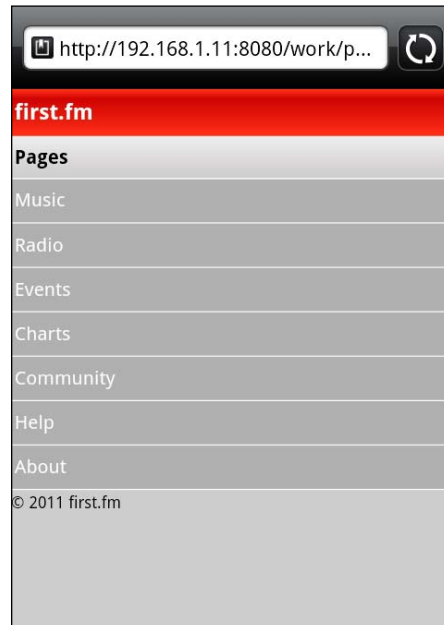 http://192.168.1.11:8080/work/p...
first.fm
Pages
Music
Radio
Events
Charts
Community
Help
About
© 2011 first.fm